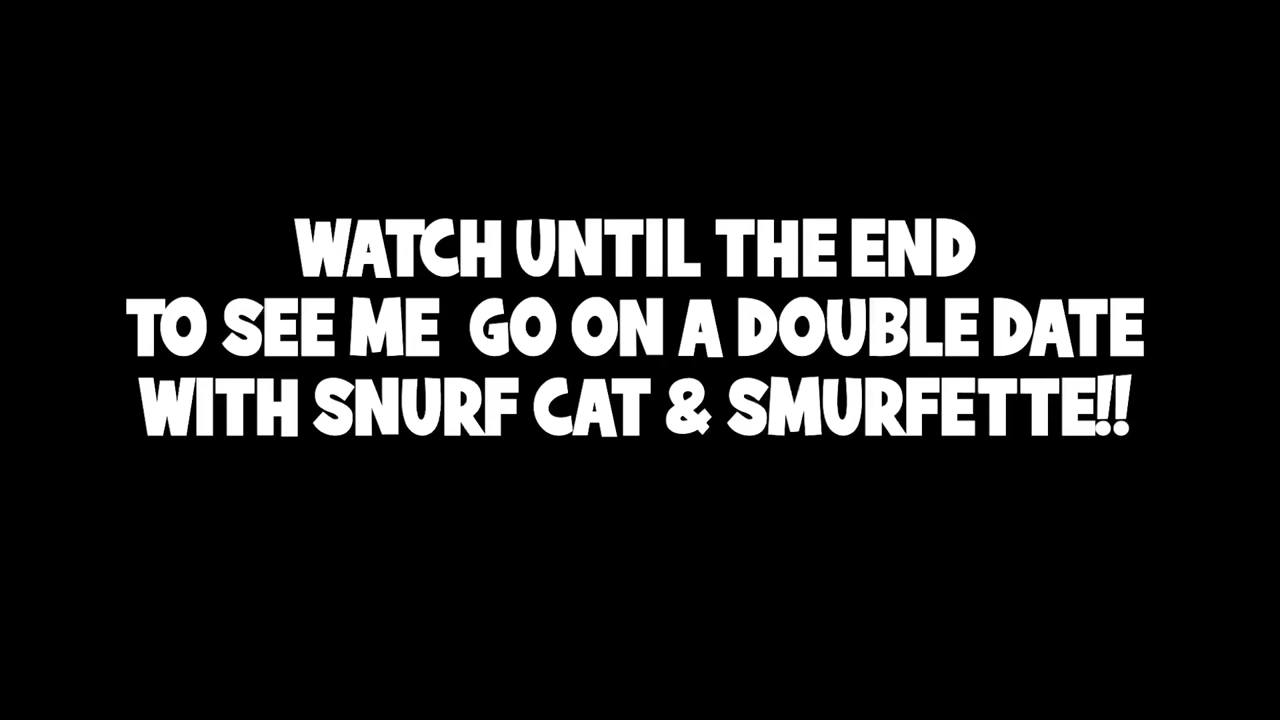 WATCH UNTIL THE END
TO SEE ME  GO ON A DOUBLE DATE
WITH SNURF CAT & SMURFETTE!!